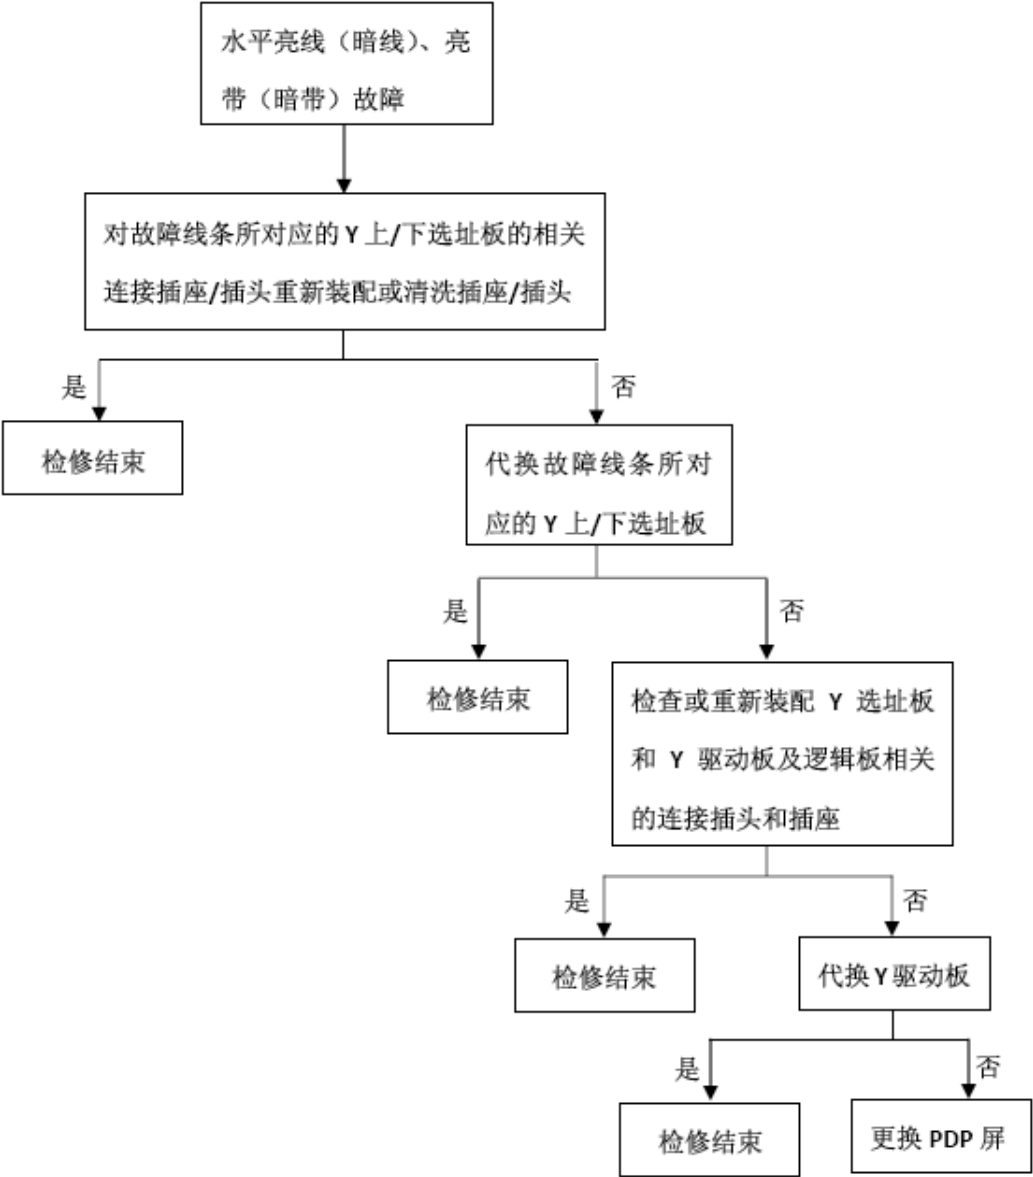 水平亮线（暗线）、亮
带（暗带）故障
对故障线条所对应的 Y 上/下选址板的相关
连接插座/插头重新装配或清洗插座/插头
是
否
检修结束
代换故障线条所对
应的 Y 上/下选址板
是
否
检修结束
检查或重新装配 Y 选址板
和 Y 驱动板及逻辑板相关
的连接插头和插座
是
否
检修结束
代换 Y 驱动板
是
否
检修结束
更换 PDP 屏